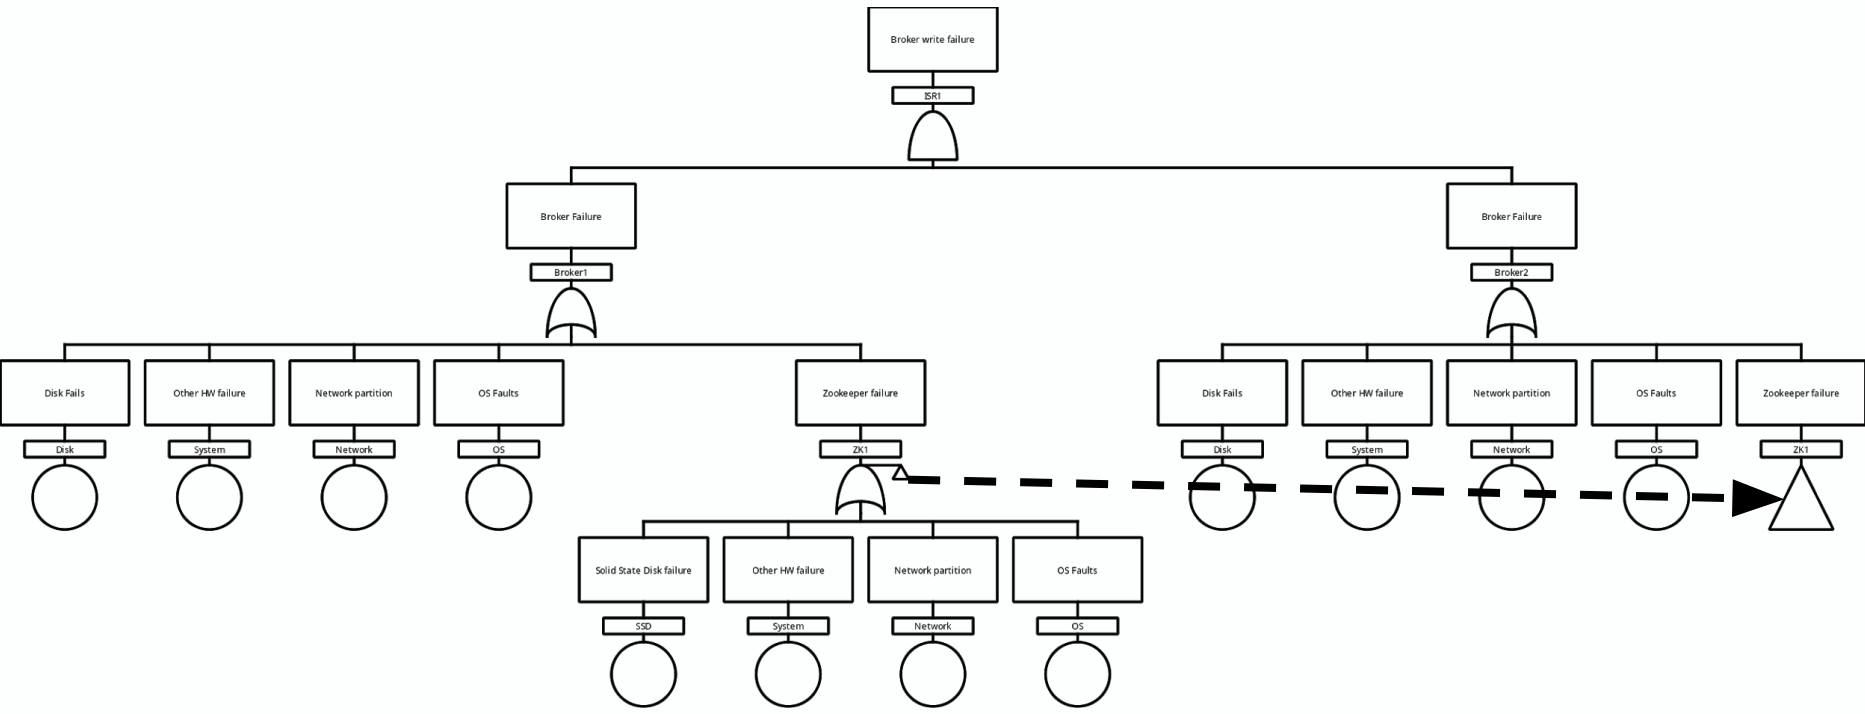 Broker write failure
ISR1
Broker Failure
Broker Failure
Broker1
Broker2
Disk Fails
Other HW failure
Network partition
OS Faults
Zookeeper failure
Disk Fails
Other HW failure
Network partition
OS Faults
Zookeeper failure
Disk
System
Network
OS
ZK1
Disk
System
Network
OS
ZK1
Solid State Disk failure
Other HW failure
Network partition
OS Faults
SSD
System
Network
OS